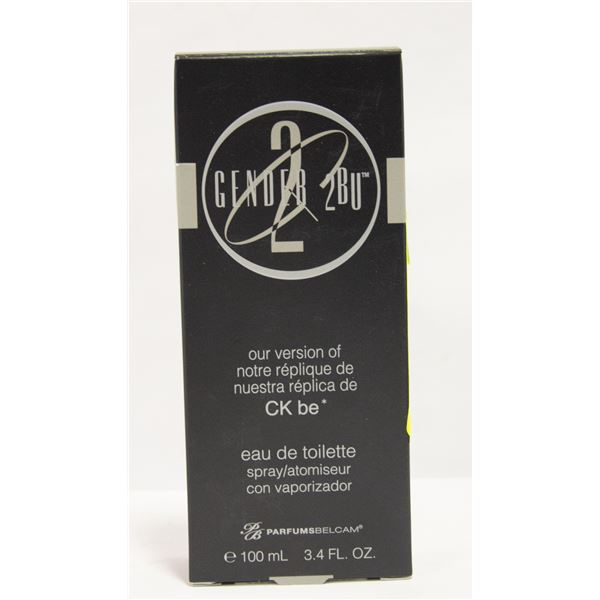 2
GENDER 2BU™
our version of
notre réplique de
nuestra réplica de
CK be*
eau de toilette
spray/atomiseur
con vaporizador
PB PARFUMSBELCAM®
℮ 100 mL 3.4 FL. OZ.